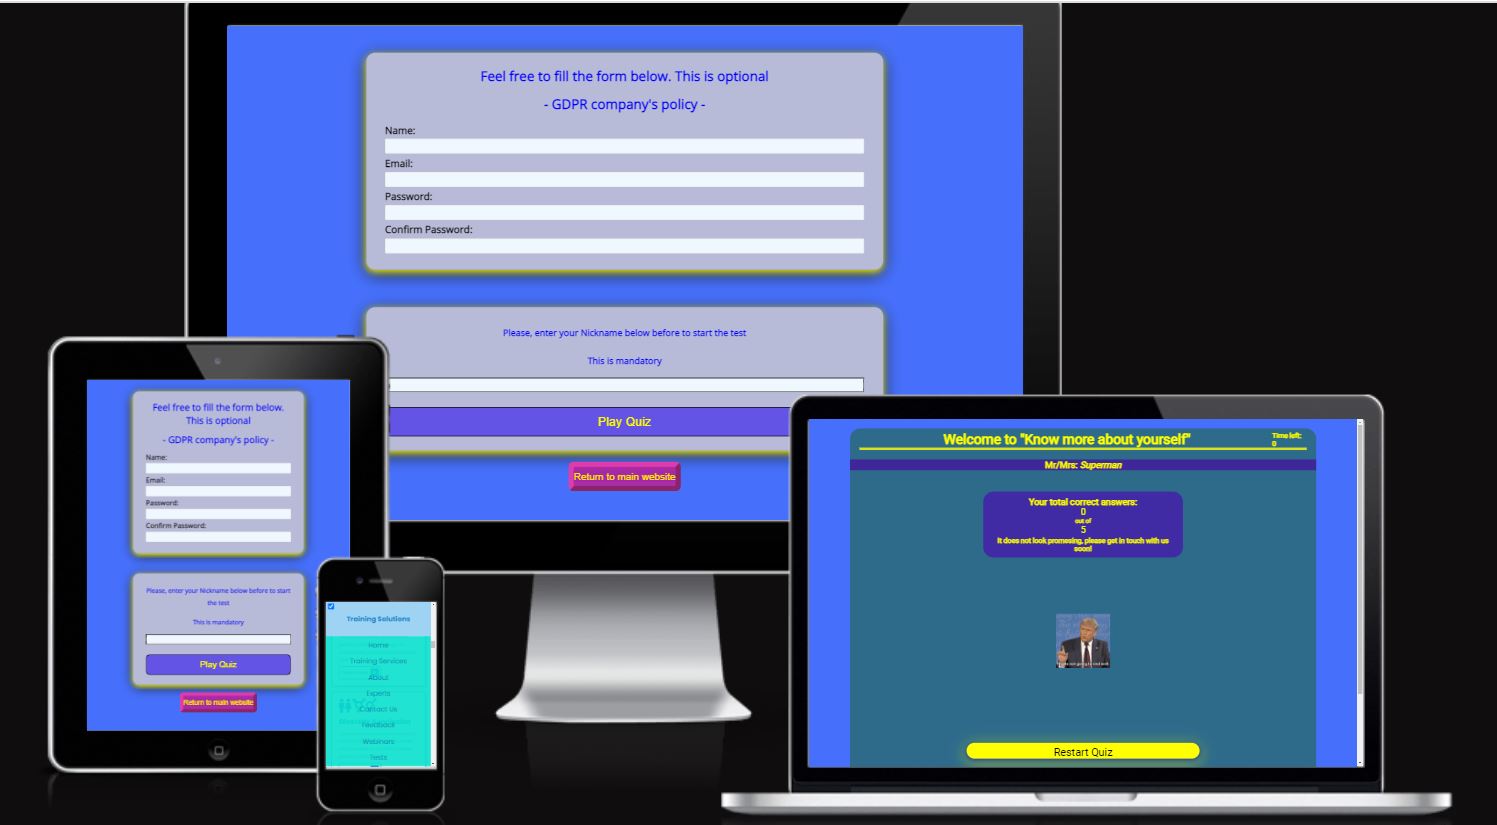 Feel free to fill the form below. This is optional
- GDPR company's policy -
Name:
Email:
Password:
Confirm Password:
Please, enter your Nickname below before to start the test
This is mandatory
Play Quiz
Return to main website
Feel free to fill the form below.
This is optional
- GDPR company's policy -
Name:
Email:
Password:
Confirm Password:
Please, enter your Nickname below before to start
the test
This is mandatory
Play Quiz
Return to main website
Training Solutions
Home
Training Services
About
Experts
Contact Us
Feedback
Webinars
Tests
Welcome to "Know more about yourself"
Time left:
0
Mr/Mrs: Superman
Your total correct answers:
0
out of
5
It does not look promesing, please get in touch with us
soon!
Restart Quiz